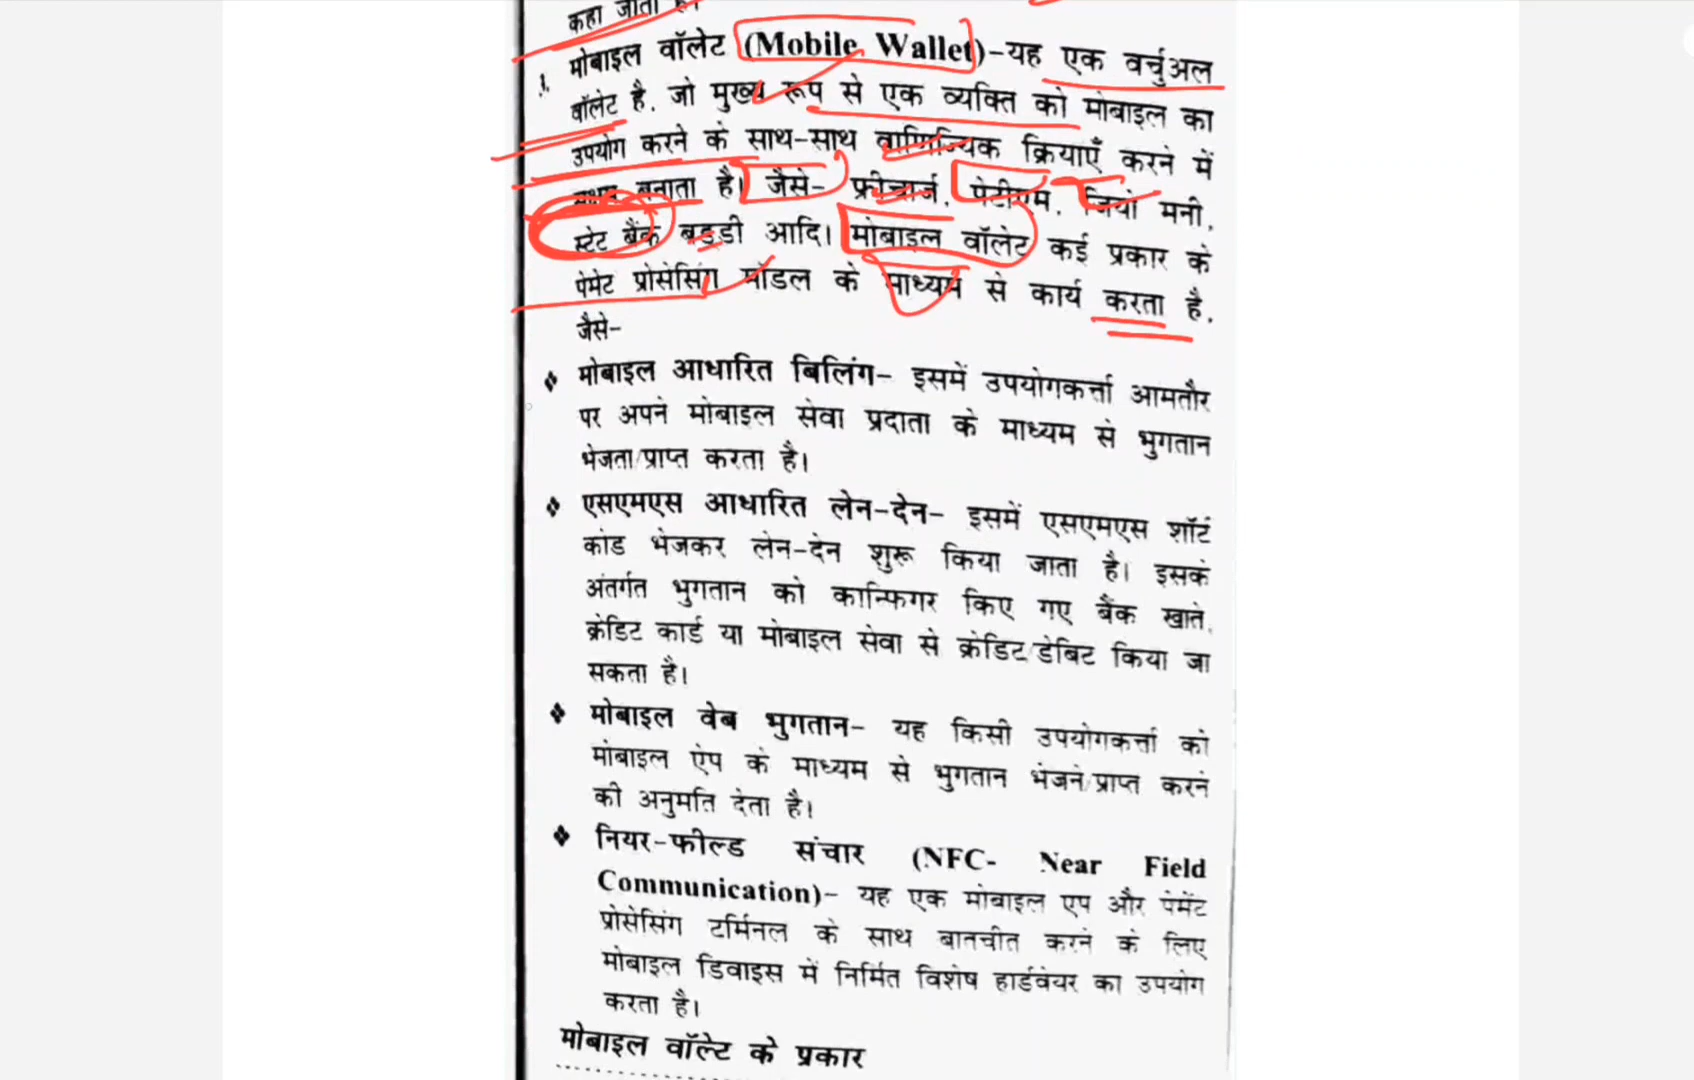 कहा जाता है।
मोबाइल वॉलेट (Mobile Wallet)-यह एक वर्चुअल
वॉलेट है, जो मुख्य रूप से एक व्यक्ति को मोबाइल का
उपयोग करने के साथ-साथ वाणिज्यिक क्रियाएँ करने में
बनाता है। जैसे- फ्रीचार्ज, पेटीएम, जियो मनी,
स्टेट बैंक बड्डी आदि। मोबाइल वॉलेट कई प्रकार के
पेमेंट प्रोसेसिंग मॉडल के माध्यम से कार्य करता है,
जैसे-
❖ मोबाइल आधारित बिलिंग- इसमें उपयोगकर्त्ता आमतौर
पर अपने मोबाइल सेवा प्रदाता के माध्यम से भुगतान
भेजता/प्राप्त करता है।
❖ एसएमएस आधारित लेन-देन- इसमें एसएमएस शॉर्ट
कोड भेजकर लेन-देन शुरू किया जाता है। इसके
अंतर्गत भुगतान को कान्फिगर किए गए बैंक खाते,
क्रेडिट कार्ड या मोबाइल सेवा से क्रेडिट/डेबिट किया जा
सकता है।
❖ मोबाइल वेब भुगतान- यह किसी उपयोगकर्त्ता को
मोबाइल ऐप के माध्यम से भुगतान भेजने/प्राप्त करने
की अनुमति देता है।
❖ नियर-फील्ड संचार (NFC- Near Field
Communication)- यह एक मोबाइल एप और पेमेंट
प्रोसेसिंग टर्मिनल के साथ बातचीत करने के लिए
मोबाइल डिवाइस में निर्मित विशेष हार्डवेयर का उपयोग
करता है।
मोबाइल वॉलेट के प्रकार